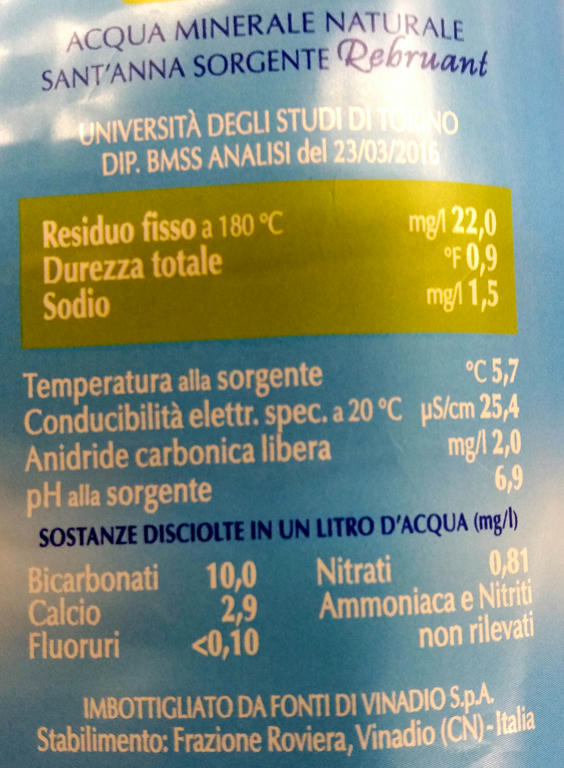 ACQUA MINERALE NATURALE
SANT'ANNA SORGENTE Rebruant
UNIVERSITÀ DEGLI STUDI DI TORINO
DIP. BMSS ANALISI del 23/03/2016
Residuo fisso a 180 °C mg/l 22,0
Durezza totale °F 0,9
Sodio mg/l 1,5
Temperatura alla sorgente °C 5,7
Conducibilità elettr. spec. a 20 °C µS/cm 25,4
Anidride carbonica libera mg/l 2,0
pH alla sorgente 6,9
SOSTANZE DISCIOLTE IN UN LITRO D'ACQUA (mg/l)
Bicarbonati 10,0 Nitrati 0,81
Calcio 2,9 Ammoniaca e Nitriti
Fluoruri <0,10 non rilevati
IMBOTTIGLIATO DA FONTI DI VINADIO S.p.A.
Stabilimento: Frazione Roviera, Vinadio (CN) - Italia